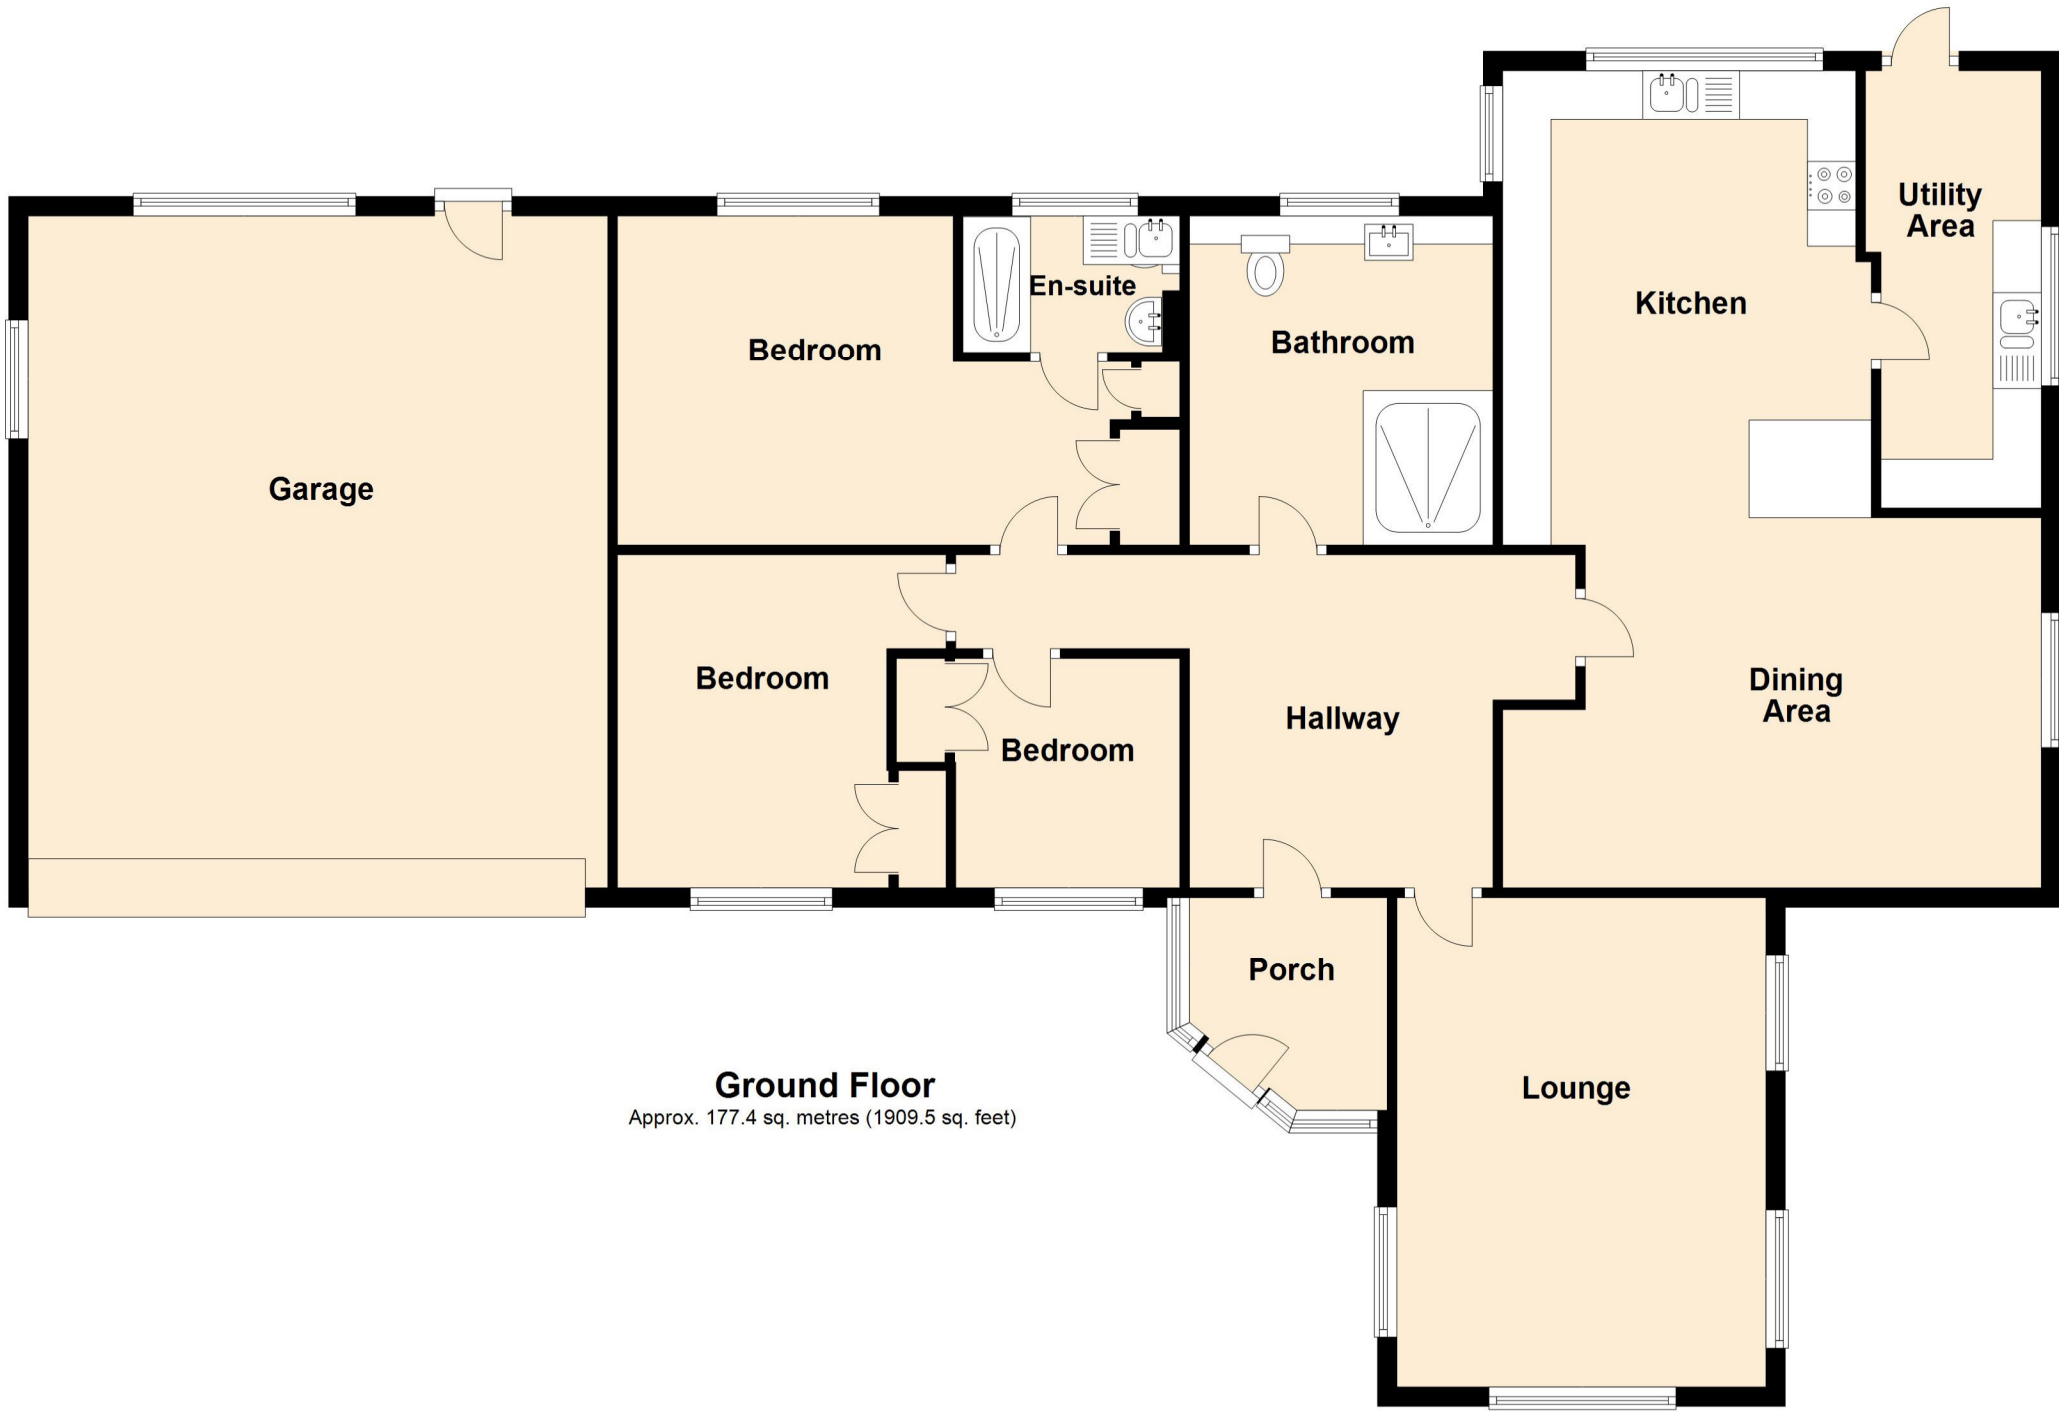 Utility
Area
En-suite
Kitchen
Bathroom
Bedroom
Garage
Bedroom
Dining
Area
Hallway
Bedroom
Porch
Lounge
Ground Floor
Approx. 177.4 sq. metres (1909.5 sq. feet)